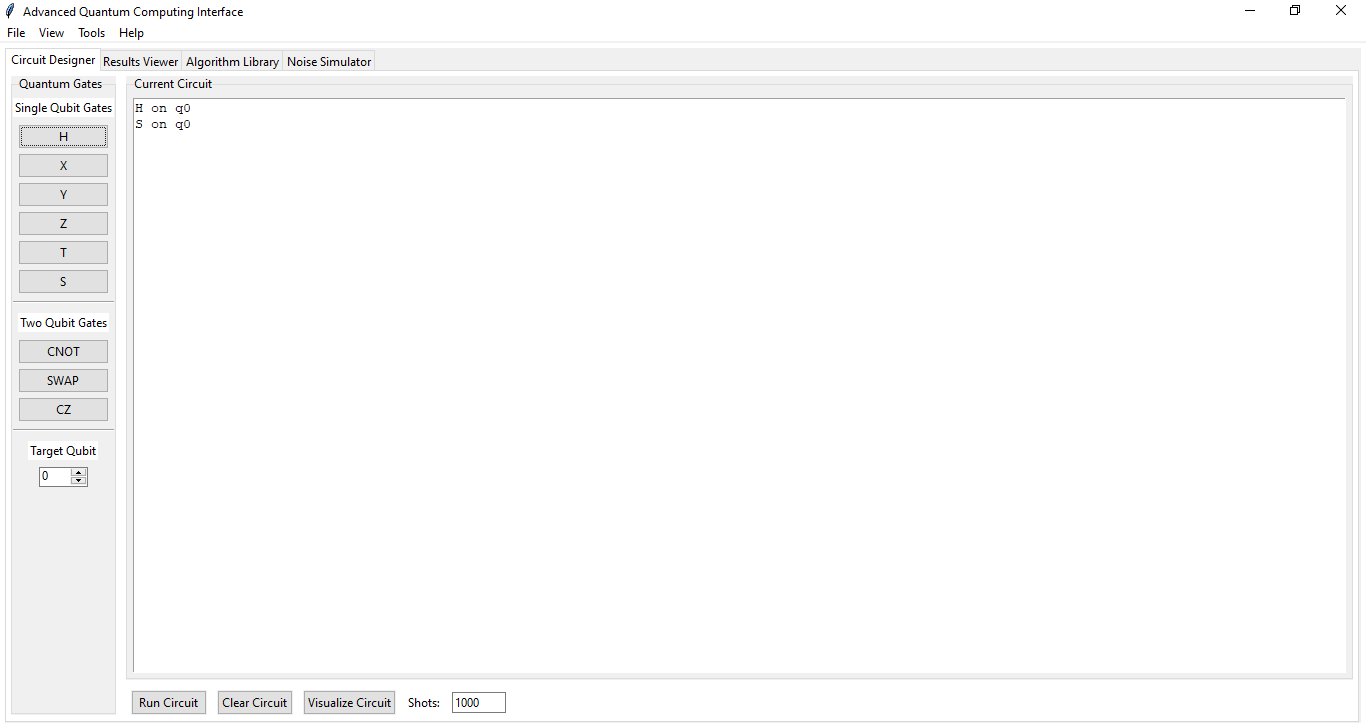 Advanced Quantum Computing Interface
File View Tools Help
Circuit Designer Results Viewer Algorithm Library Noise Simulator
Quantum Gates
Single Qubit Gates
H
X
Y
Z
T
S
Two Qubit Gates
CNOT
SWAP
CZ
Target Qubit
0
Current Circuit
H on q0
S on q0
Run Circuit Clear Circuit Visualize Circuit Shots: 1000